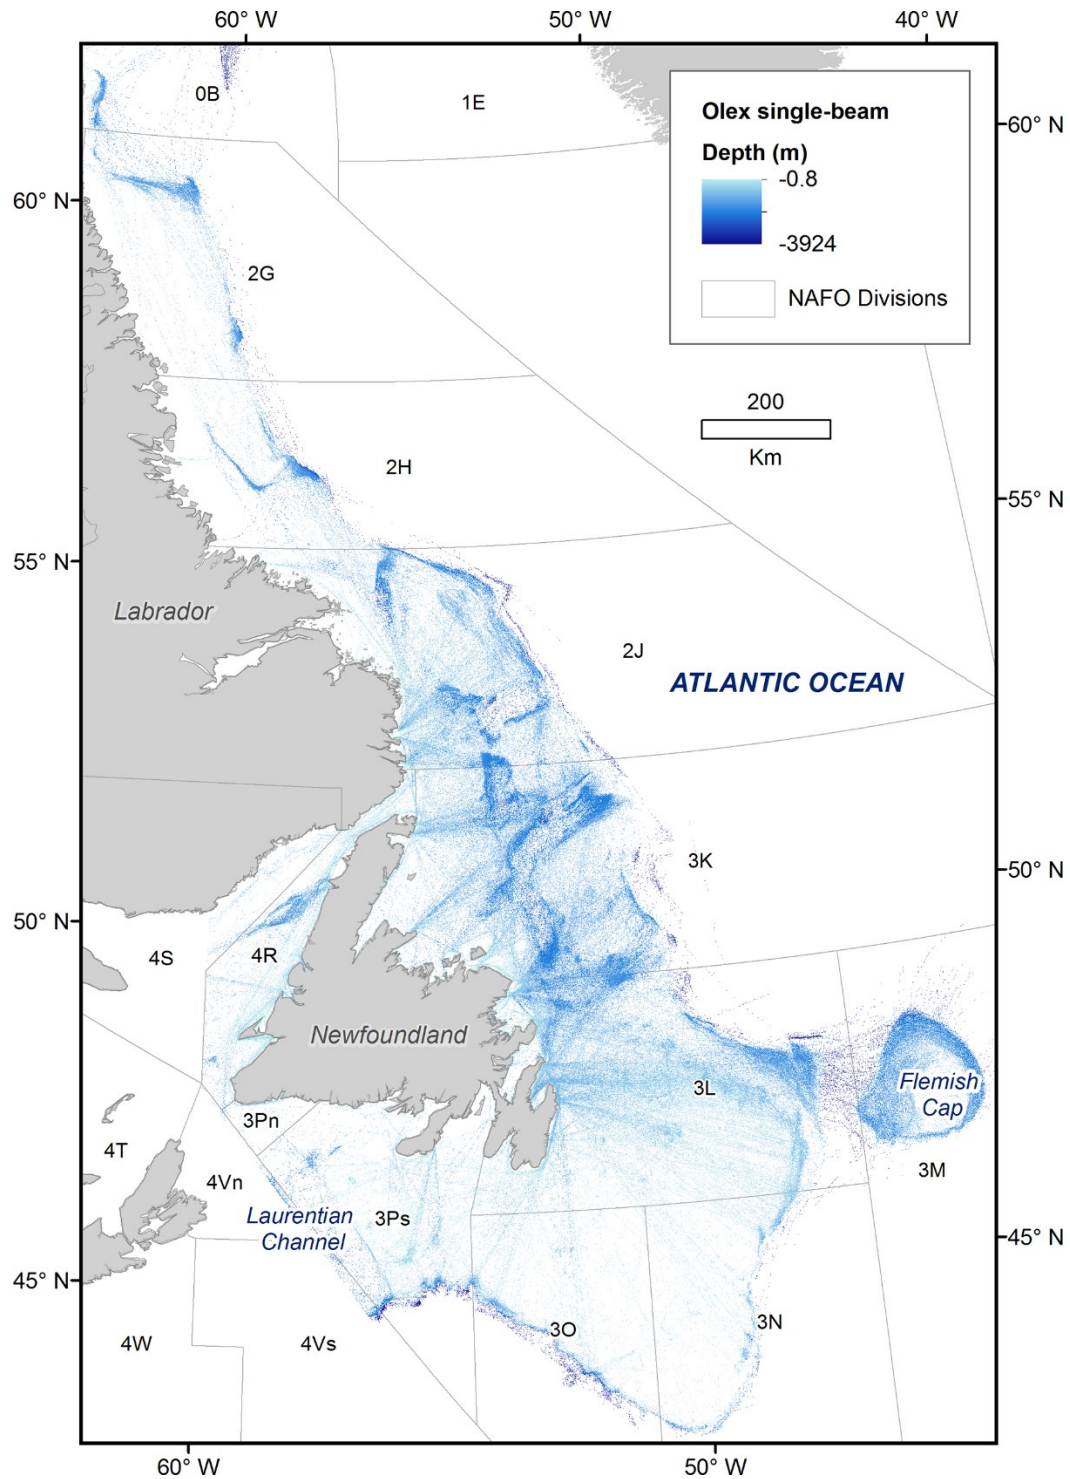 60° W
50° W
40° W
0B
1E
Olex single-beam
Depth (m)
-0.8
-3924
NAFO Divisions
60° N
60° N
2G
200
Km
2H
55° N
55° N
Labrador
2J
ATLANTIC OCEAN
3K
50° N
50° N
4S
4R
Newfoundland
3L
Flemish
Cap
3Pn
4T
4Vn
3M
Laurentian
Channel
3Ps
45° N
45° N
3N
3O
4W
4Vs
60° W
50° W